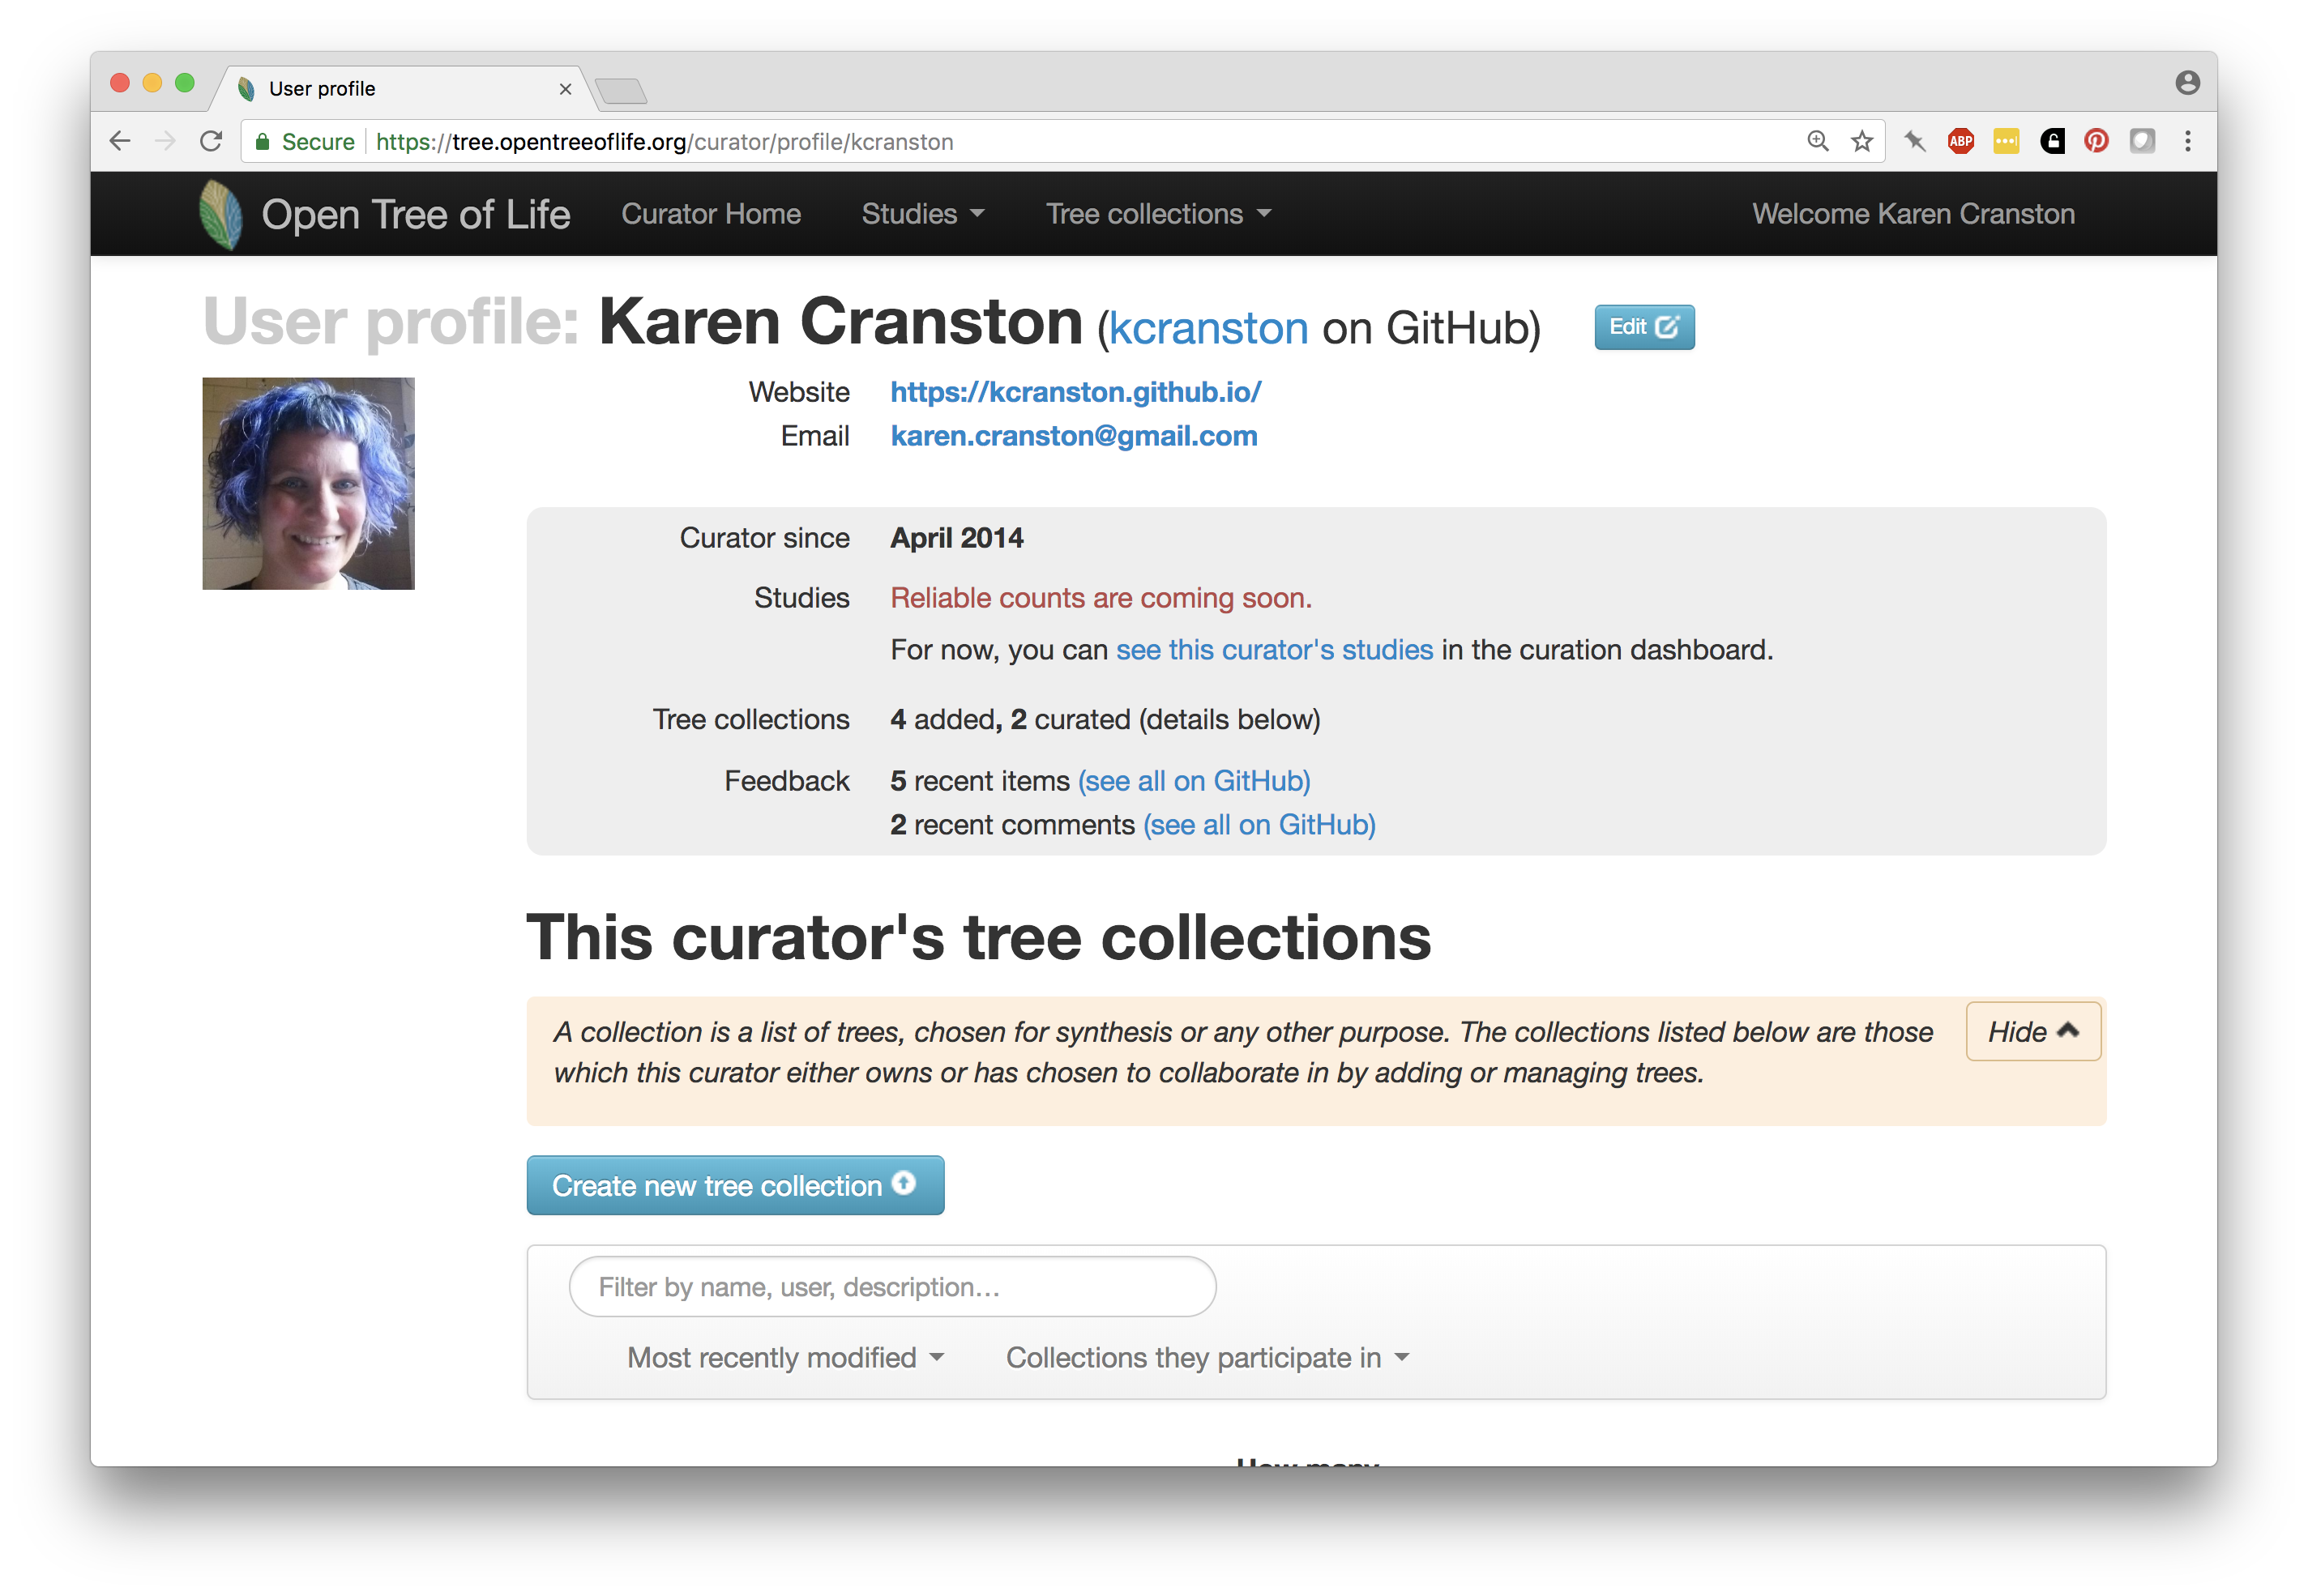 User profile
Secure https://tree.opentreeoflife.org/curator/profile/kcranston
ABP
Open Tree of Life Curator Home Studies Tree collections Welcome Karen Cranston
User profile: Karen Cranston (kcranston on GitHub) Edit
Website https://kcranston.github.io/
Email karen.cranston@gmail.com
Curator since April 2014
Studies Reliable counts are coming soon.
For now, you can see this curator's studies in the curation dashboard.
Tree collections 4 added, 2 curated (details below)
Feedback 5 recent items (see all on GitHub)
2 recent comments (see all on GitHub)
This curator's tree collections
A collection is a list of trees, chosen for synthesis or any other purpose. The collections listed below are those
which this curator either owns or has chosen to collaborate in by adding or managing trees.
Hide
Create new tree collection
Filter by name, user, description...
Most recently modified Collections they participate in
How many